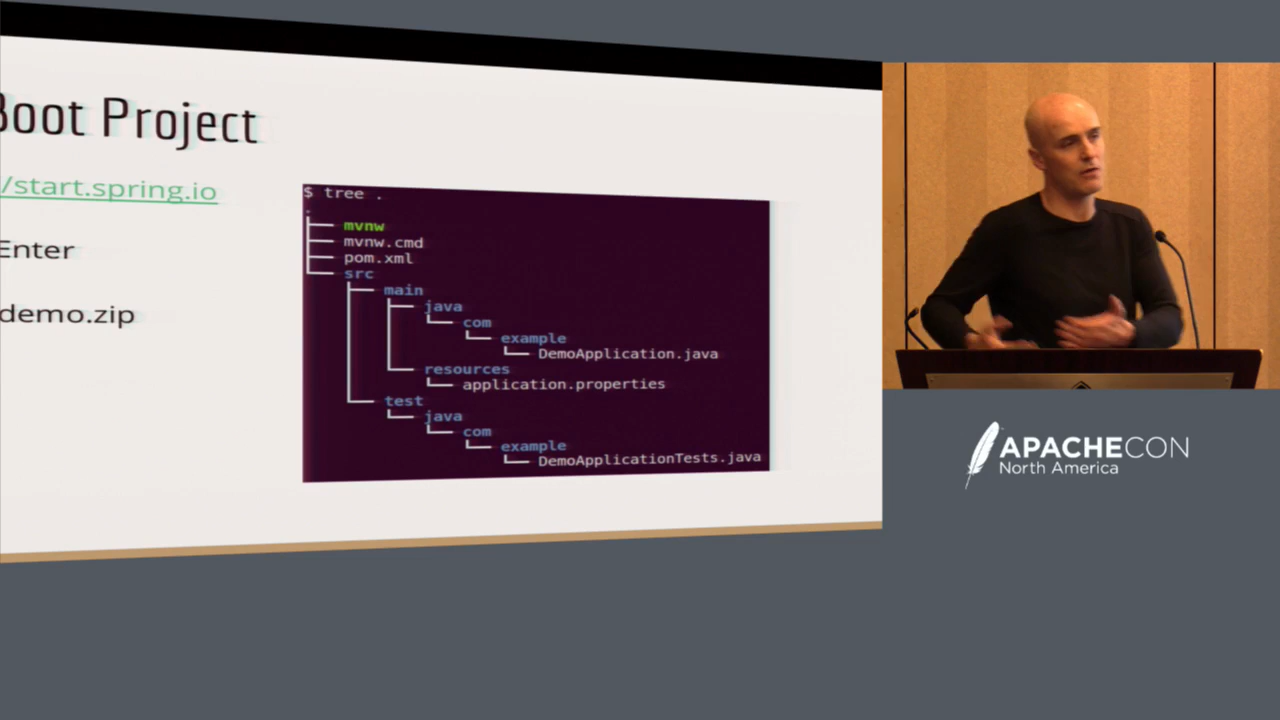 Boot Project
/start.spring.io
Enter
demo.zip
$ tree .
.
├── mvnw
├── mvnw.cmd
├── pom.xml
└── src
├── main
├── java
└── com
└── example
└── DemoApplication.java
└── resources
└── application.properties
└── test
└── java
└── com
└── example
└── DemoApplicationTests.java
APACHECON
North America